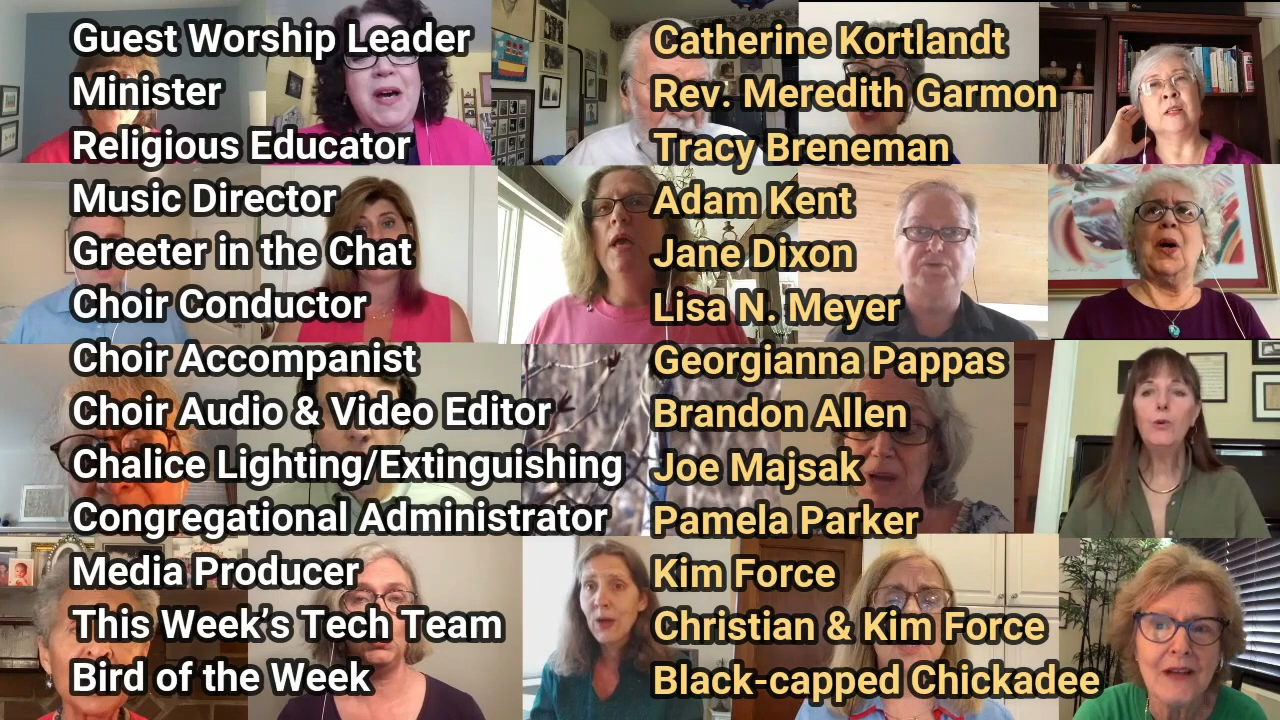 Guest Worship Leader Catherine Kortlandt
Minister Rev. Meredith Garmon
Religious Educator Tracy Breneman
Music Director Adam Kent
Greeter in the Chat Jane Dixon
Choir Conductor Lisa N. Meyer
Choir Accompanist Georgianna Pappas
Choir Audio & Video Editor Brandon Allen
Chalice Lighting/Extinguishing Joe Majsak
Congregational Administrator Pamela Parker
Media Producer Kim Force
This Week’s Tech Team Christian & Kim Force
Bird of the Week Black-capped Chickadee